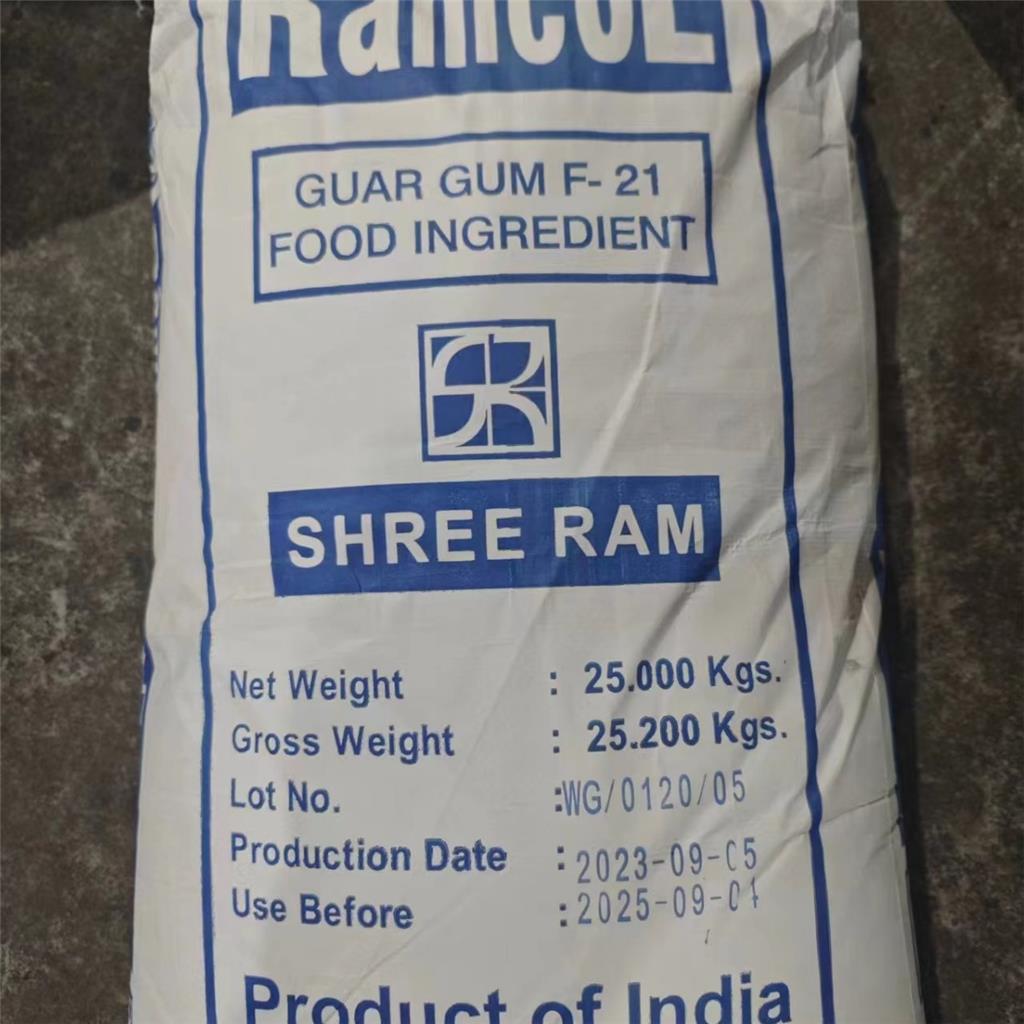 RamcoL
GUAR GUM F- 21
FOOD INGREDIENT
SHREE RAM
Net Weight : 25.000 Kgs.
Gross Weight : 25.200 Kgs.
Lot No. :WG/0120/05
Production Date : 2023-09-05
Use Before : 2025-09-04
Product of India